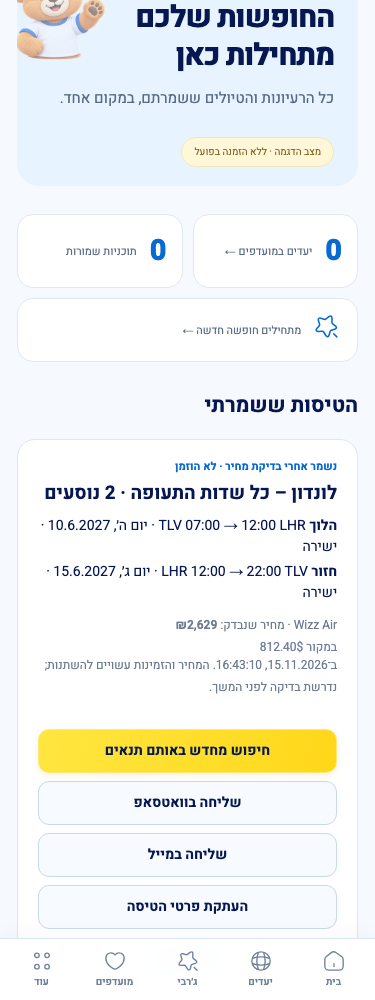 החופשות שלכם
מתחילות כאן
כל הרעיונות והטיולים ששמרתם, במקום אחד.
מצב הדגמה · ללא הזמנה בפועל
0 יעדים במועדפים ←
0 תוכניות שמורות
מתחילים חופשה חדשה ←
הטיסות ששמרתי
נשמר אחרי בדיקת מחיר · לא הוזמן
לונדון – כל שדות התעופה · 2 נוסעים
הלוך TLV 07:00 → 12:00 LHR · יום ה׳, 10.6.2027 ·
ישירה
חזור LHR 12:00 → 22:00 TLV · יום ג׳, 15.6.2027 ·
ישירה
Wizz Air · מחיר שנבדק: ₪2,629
במקור 812.40$
ב־15.11.2026, 16:43:10. המחיר והזמינות עשויים להשתנות;
נדרשת בדיקה לפני המשך.
חיפוש מחדש באותם תנאים
שליחה בוואטסאפ
שליחה במייל
העתקת פרטי הטיסה
בית
יעדים
ג'רבי
מועדפים
עוד